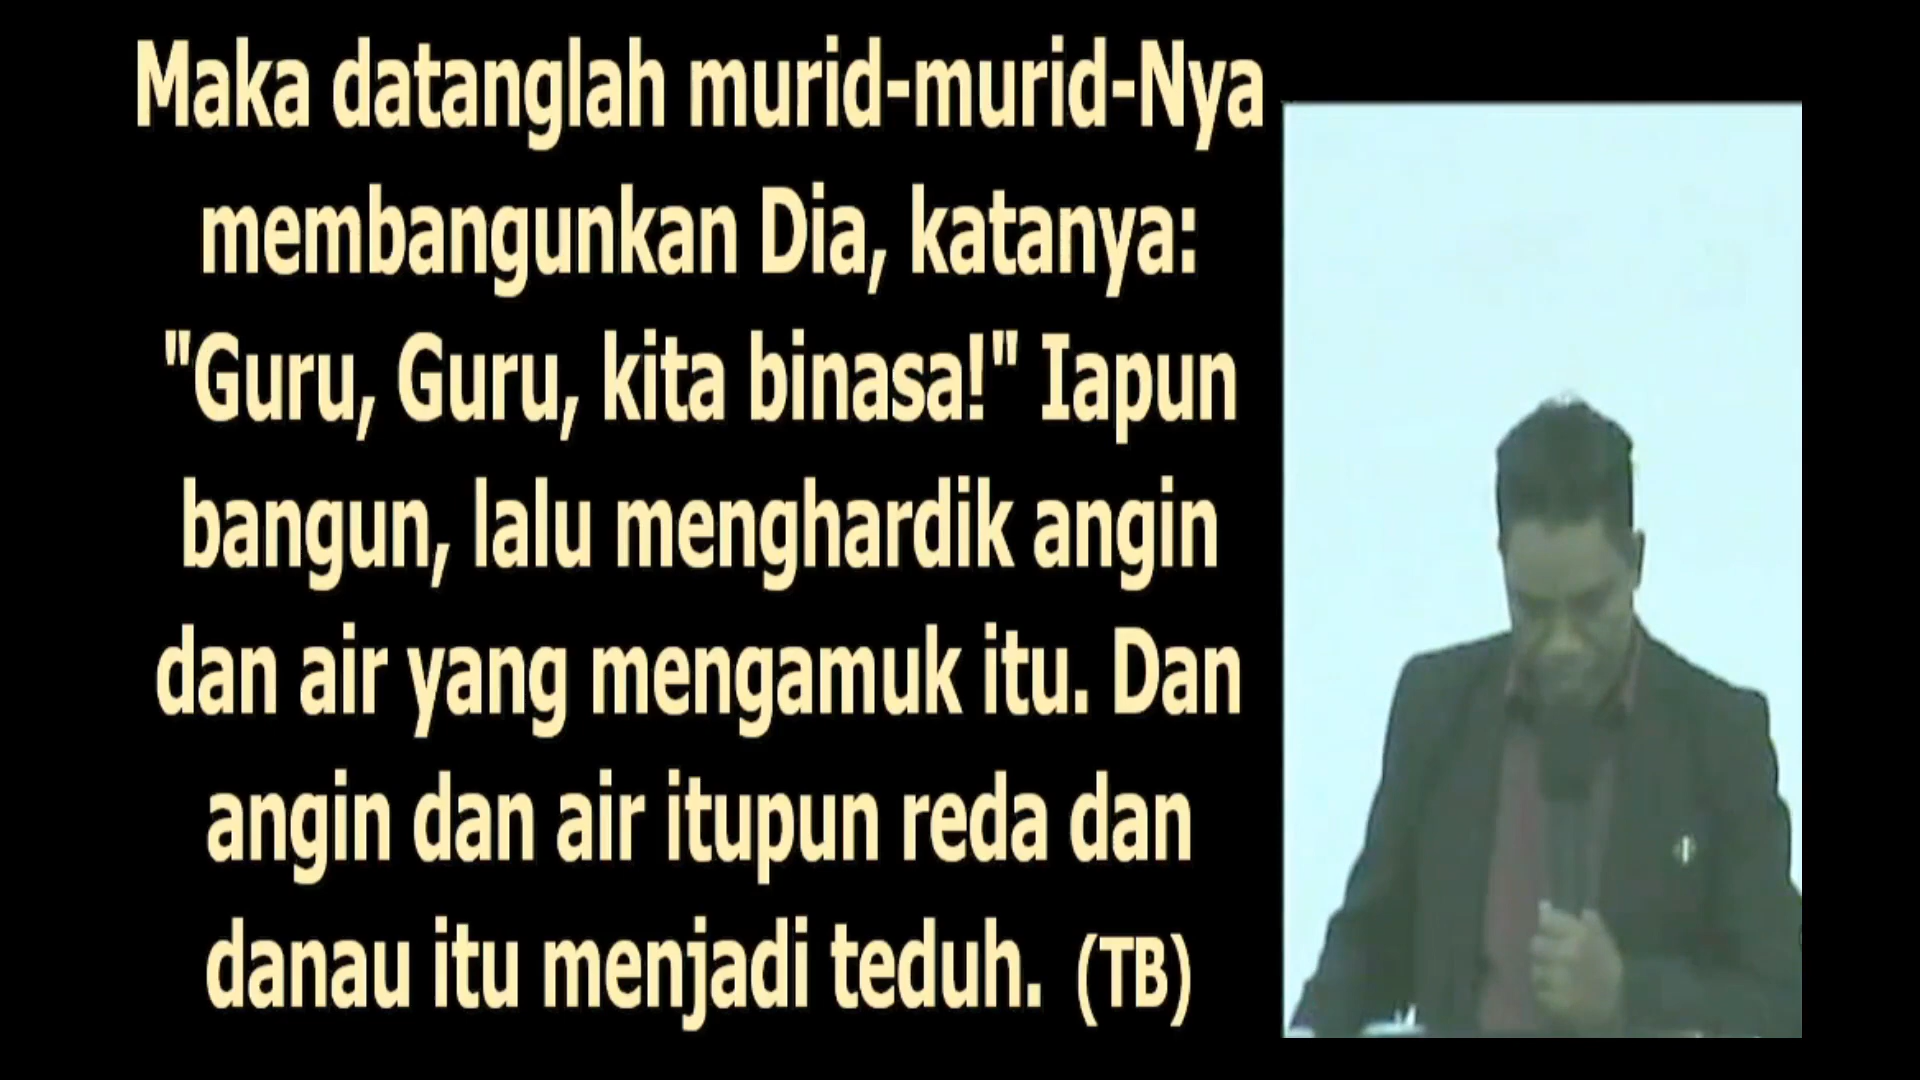 Maka datanglah murid-murid-Nya
membangunkan Dia, katanya:
"Guru, Guru, kita binasa!" Iapun
bangun, lalu menghardik angin
dan air yang mengamuk itu. Dan
angin dan air itupun reda dan
danau itu menjadi teduh. (TB)